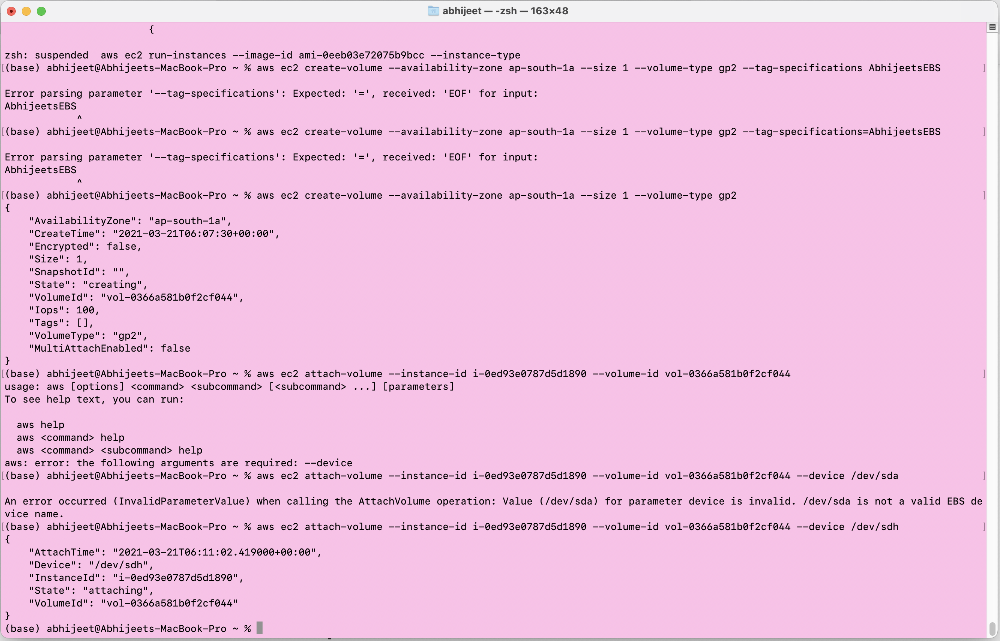 abhijeet — -zsh — 163×48
{
zsh: suspended  aws ec2 run-instances --image-id ami-0eeb03e72075b9bcc --instance-type
[(base) abhijeet@Abhijeets-MacBook-Pro ~ % aws ec2 create-volume --availability-zone ap-south-1a --size 1 --volume-type gp2 --tag-specifications AbhijeetsEBS ]
Error parsing parameter '--tag-specifications': Expected: '=', received: 'EOF' for input:
AbhijeetsEBS
            ^
[(base) abhijeet@Abhijeets-MacBook-Pro ~ % aws ec2 create-volume --availability-zone ap-south-1a --size 1 --volume-type gp2 --tag-specifications=AbhijeetsEBS ]
Error parsing parameter '--tag-specifications': Expected: '=', received: 'EOF' for input:
AbhijeetsEBS
            ^
[(base) abhijeet@Abhijeets-MacBook-Pro ~ % aws ec2 create-volume --availability-zone ap-south-1a --size 1 --volume-type gp2 ]
{
    "AvailabilityZone": "ap-south-1a",
    "CreateTime": "2021-03-21T06:07:30+00:00",
    "Encrypted": false,
    "Size": 1,
    "SnapshotId": "",
    "State": "creating",
    "VolumeId": "vol-0366a581b0f2cf044",
    "Iops": 100,
    "Tags": [],
    "VolumeType": "gp2",
    "MultiAttachEnabled": false
}
[(base) abhijeet@Abhijeets-MacBook-Pro ~ % aws ec2 attach-volume --instance-id i-0ed93e0787d5d1890 --volume-id vol-0366a581b0f2cf044 ]
usage: aws [options] <command> <subcommand> [<subcommand> ...] [parameters]
To see help text, you can run:
  aws help
  aws <command> help
  aws <command> <subcommand> help
aws: error: the following arguments are required: --device
[(base) abhijeet@Abhijeets-MacBook-Pro ~ % aws ec2 attach-volume --instance-id i-0ed93e0787d5d1890 --volume-id vol-0366a581b0f2cf044 --device /dev/sda ]
An error occurred (InvalidParameterValue) when calling the AttachVolume operation: Value (/dev/sda) for parameter device is invalid. /dev/sda is not a valid EBS de
vice name.
[(base) abhijeet@Abhijeets-MacBook-Pro ~ % aws ec2 attach-volume --instance-id i-0ed93e0787d5d1890 --volume-id vol-0366a581b0f2cf044 --device /dev/sdh ]
{
    "AttachTime": "2021-03-21T06:11:02.419000+00:00",
    "Device": "/dev/sdh",
    "InstanceId": "i-0ed93e0787d5d1890",
    "State": "attaching",
    "VolumeId": "vol-0366a581b0f2cf044"
}
(base) abhijeet@Abhijeets-MacBook-Pro ~ %